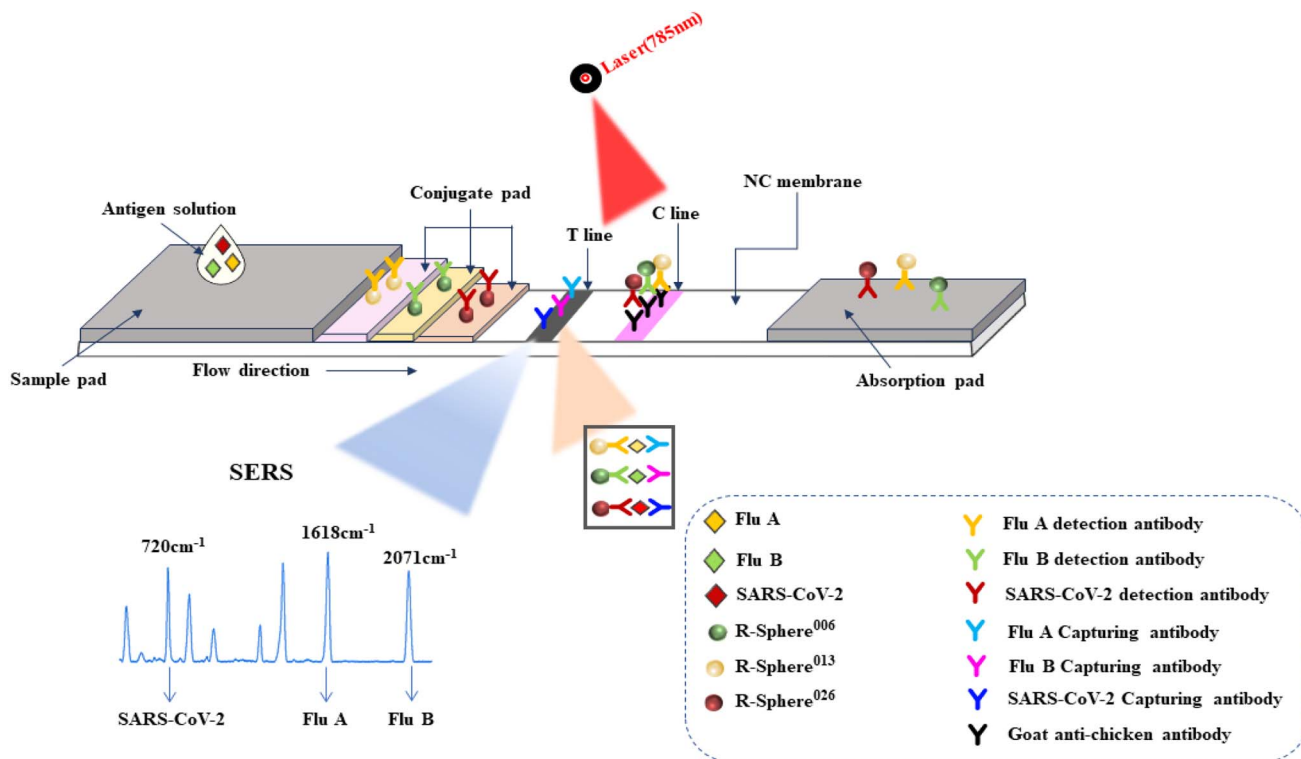 Laser(785nm)
NC membrane
Conjugate pad
Antigen solution
C line
T line
Sample pad
Flow direction
Absorption pad
SERS
720cm-1
1618cm-1
2071cm-1
SARS-CoV-2
Flu A
Flu B
Flu A
Flu B
SARS-CoV-2
R-Sphere006
R-Sphere013
R-Sphere026
Flu A detection antibody
Flu B detection antibody
SARS-CoV-2 detection antibody
Flu A Capturing antibody
Flu B Capturing antibody
SARS-CoV-2 Capturing antibody
Goat anti-chicken antibody